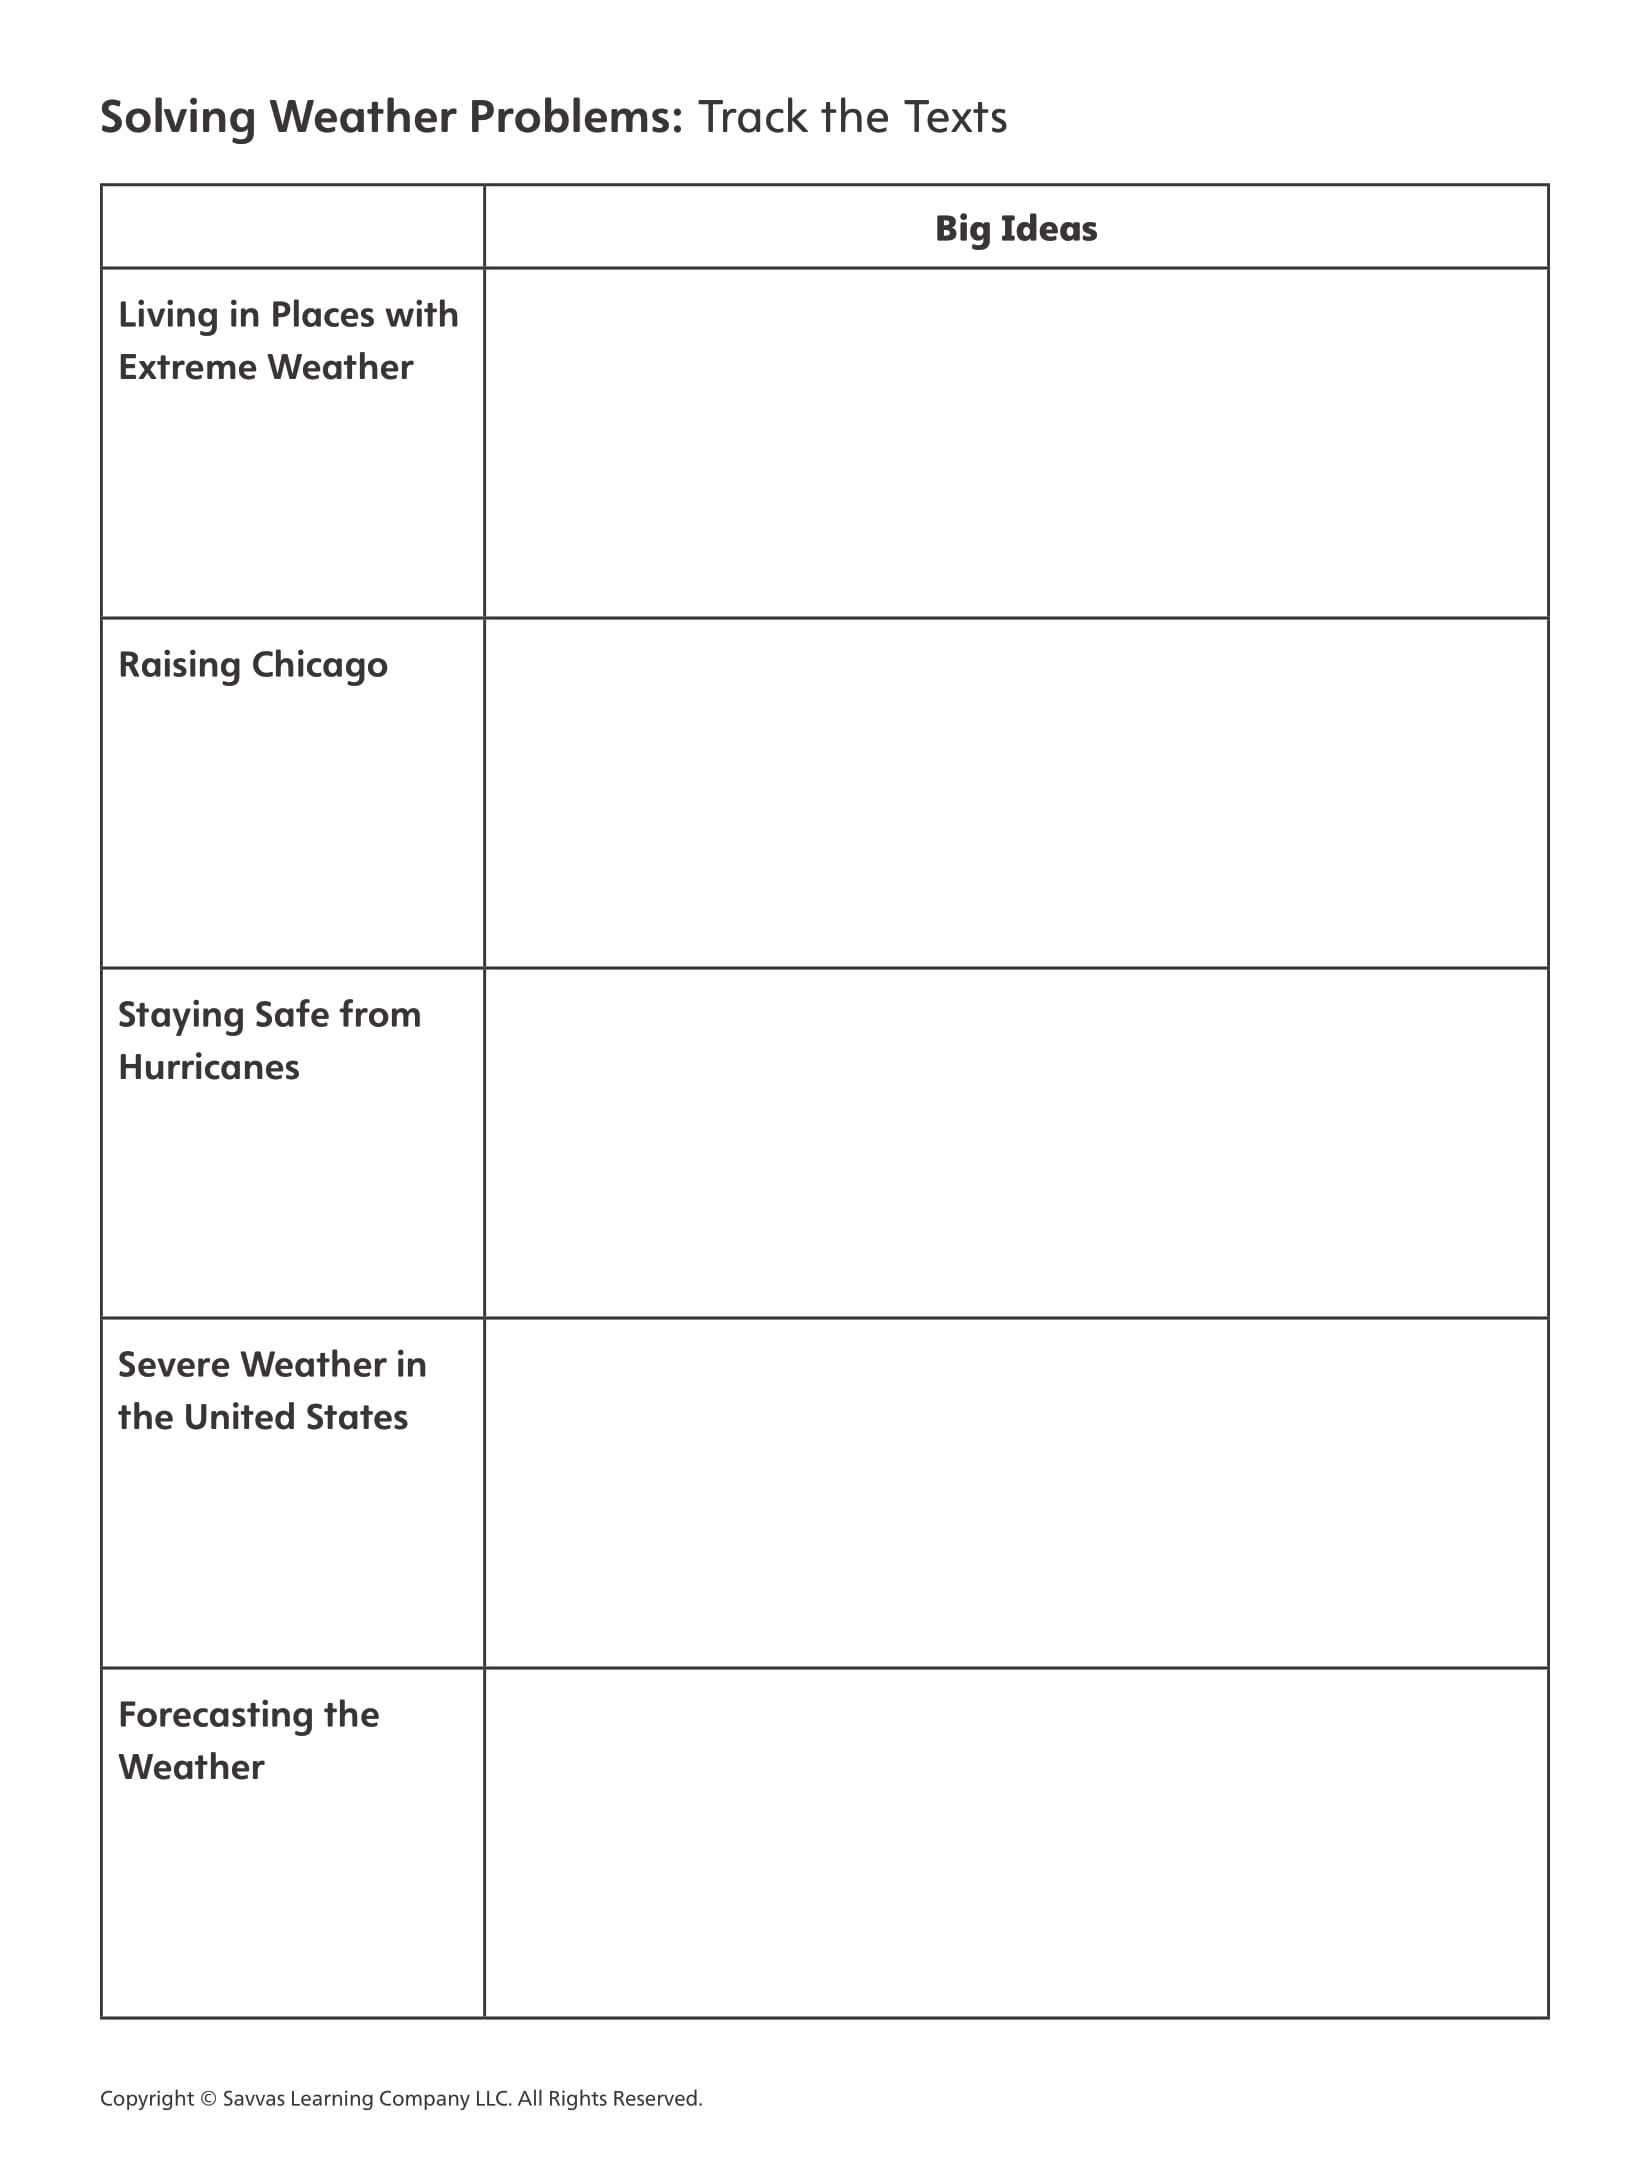 Solving Weather Problems: Track the Texts
Big Ideas
Living in Places with
Extreme Weather
Raising Chicago
Staying Safe from
Hurricanes
Severe Weather in
the United States
Forecasting the
Weather
Copyright © Savvas Learning Company LLC. All Rights Reserved.